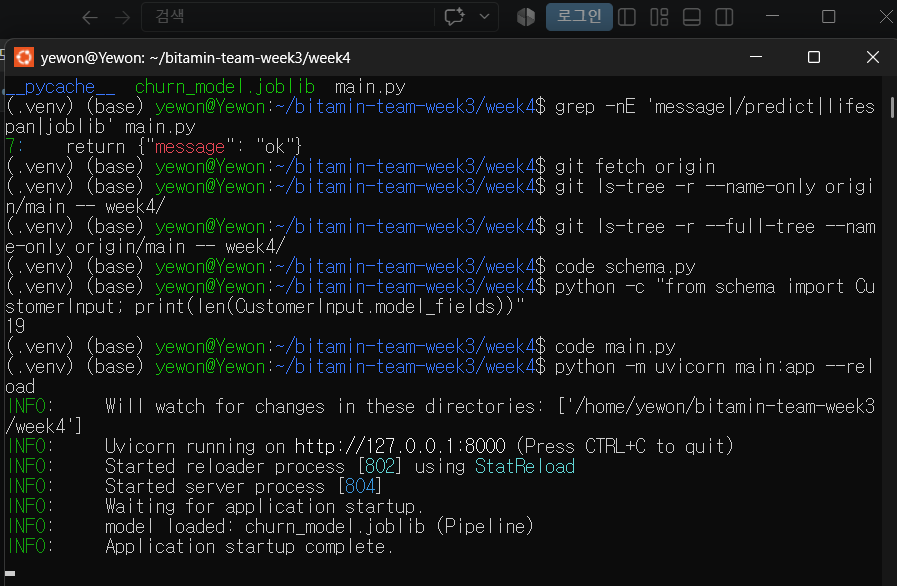 검색
로그인
yewon@Yewon: ~/bitamin-team-week3/week4
__pycache__  churn_model.joblib  main.py
(.venv) (base) yewon@Yewon:~/bitamin-team-week3/week4$ grep -nE 'message|/predict|lifes
pan|joblib' main.py
7:    return {"message": "ok"}
(.venv) (base) yewon@Yewon:~/bitamin-team-week3/week4$ git fetch origin
(.venv) (base) yewon@Yewon:~/bitamin-team-week3/week4$ git ls-tree -r --name-only origi
n/main -- week4/
(.venv) (base) yewon@Yewon:~/bitamin-team-week3/week4$ git ls-tree -r --full-tree --nam
e-only origin/main -- week4/
(.venv) (base) yewon@Yewon:~/bitamin-team-week3/week4$ code schema.py
(.venv) (base) yewon@Yewon:~/bitamin-team-week3/week4$ python -c "from schema import Cu
stomerInput; print(len(CustomerInput.model_fields))"
19
(.venv) (base) yewon@Yewon:~/bitamin-team-week3/week4$ code main.py
(.venv) (base) yewon@Yewon:~/bitamin-team-week3/week4$ python -m uvicorn main:app --rel
oad
INFO:     Will watch for changes in these directories: ['/home/yewon/bitamin-team-week3
/week4']
INFO:     Uvicorn running on http://127.0.0.1:8000 (Press CTRL+C to quit)
INFO:     Started reloader process [802] using StatReload
INFO:     Started server process [804]
INFO:     Waiting for application startup.
INFO:     model loaded: churn_model.joblib (Pipeline)
INFO:     Application startup complete.